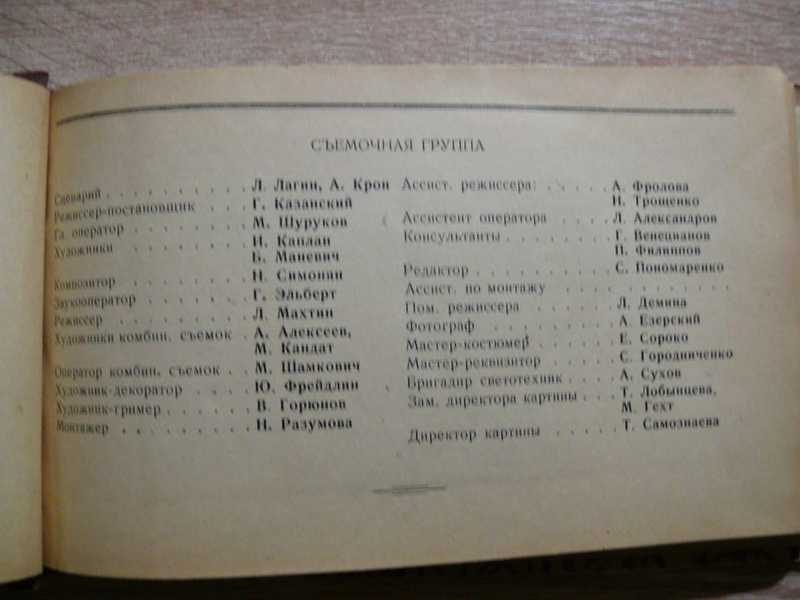 СЪЕМОЧНАЯ ГРУППА
Сценарий . . . . . . . . . . Л. Лагин, А. Крон
Режиссер-постановщик . . . Г. Казанский
Гл. оператор . . . . . . . . М. Шуруков
Художники . . . . . . . . . И. Каплан
Б. Маневич
Композитор . . . . . . . . Н. Симонян
Звукооператор . . . . . . . Г. Эльберт
Режиссер . . . . . . . . . Л. Махтин
Художники комбин. съемок . А. Алексеев,
М. Кандат
Оператор комбин. съемок . . М. Шамкович
Художник-декоратор . . . . Ю. Фрейдлин
Художник-гример . . . . . . В. Горюнов
Монтажер . . . . . . . . . Н. Разумова
Ассист. режиссера: . . . . . А. Фролова
Н. Трощенко
Ассистент оператора . . . . Л. Александров
Консультанты . . . . . . . Г. Венецианов
П. Филиппов
Редактор . . . . . . . . . С. Пономаренко
Ассист. по монтажу . . . . . . . . . . . . .
Пом. режиссера . . . . . . Л. Демина
Фотограф . . . . . . . . . А. Езерский
Мастер-костюмер . . . . . . Е. Сороко
Мастер-реквизитор . . . . . С. Городниченко
Бригадир светотехник . . . . А. Сухов
Зам. директора картины . . . Т. Лобынцева,
М. Гехт
Директор картины . . . . . Т. Самознаева